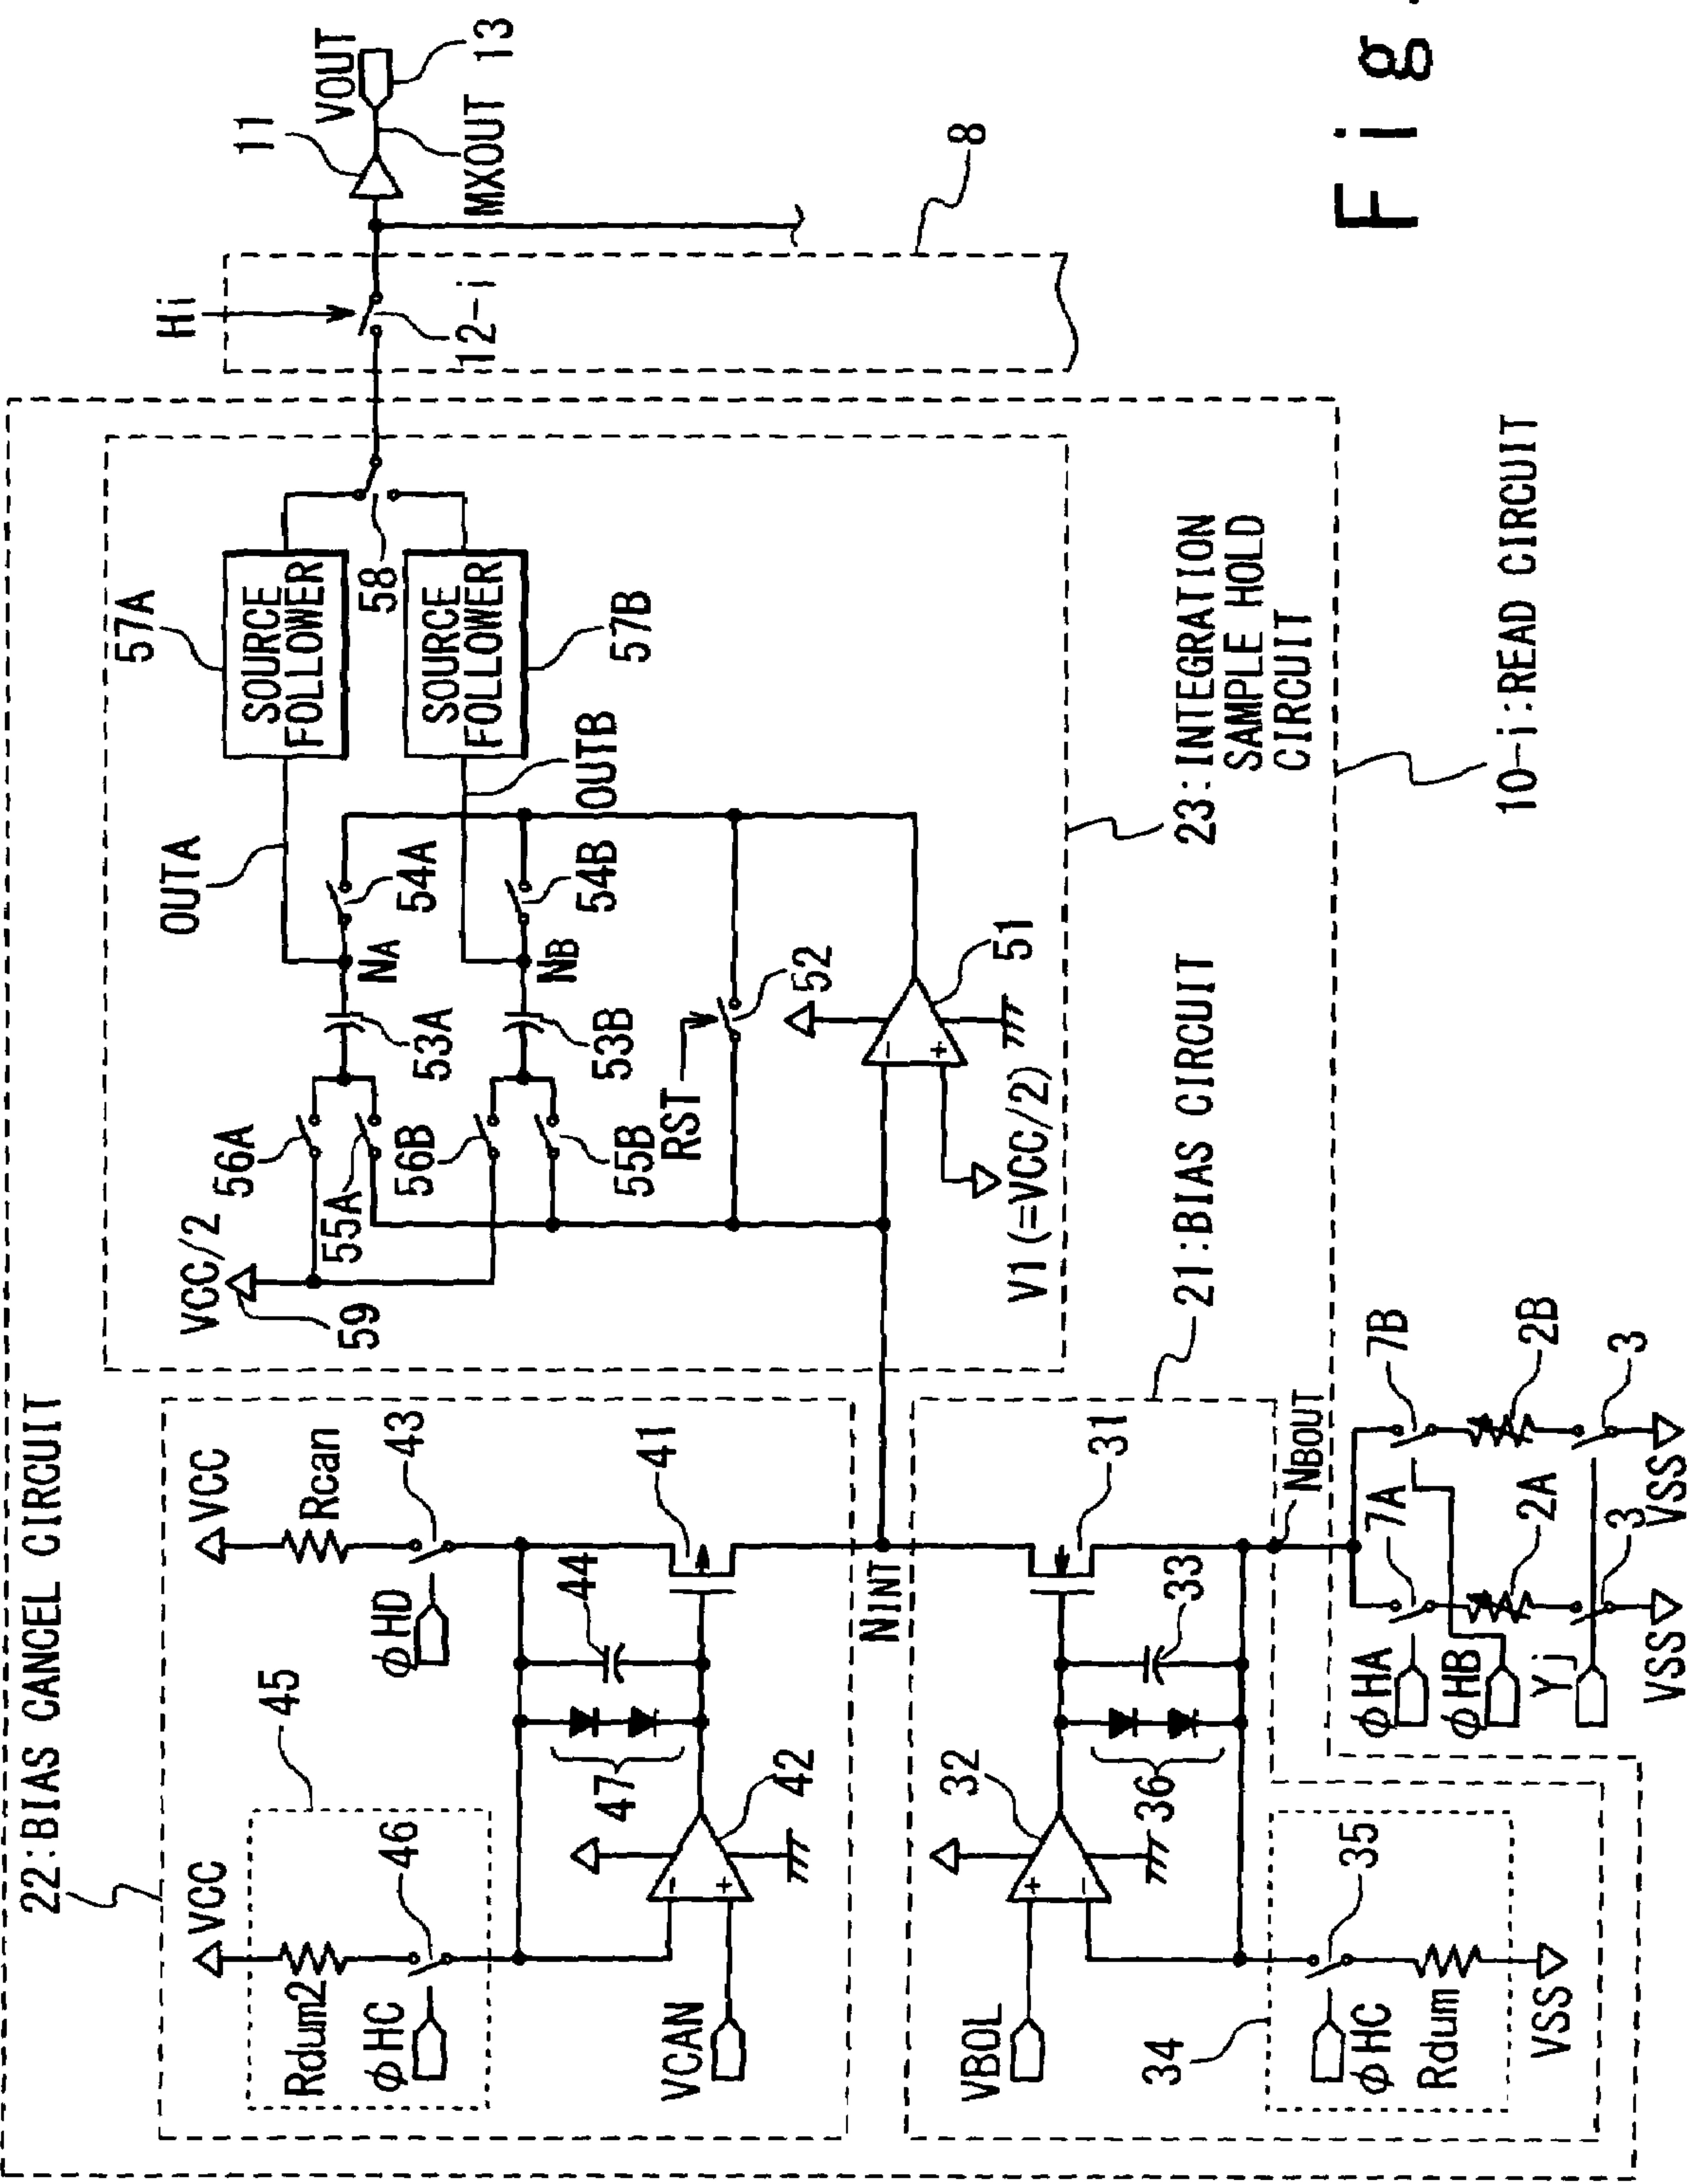 22:BIAS CANCEL CIRCUIT
VCC
VCC
45
Rdum2
46
φHC
φHD
Rcan
43
44
41
47
42
VCAN
NINT
VCC/2
59
56A
55A
56B
55B
RST
53A
53B
52
NA
NB
54A
54B
OUTA
OUTB
57A
SOURCE
FOLLOWER
57B
SOURCE
FOLLOWER
58
51
-
+
V1(=VCC/2)
23:INTEGRATION
SAMPLE HOLD
CIRCUIT
Hi
12-i
8
11
MXOUT
VOUT
13
21:BIAS CIRCUIT
10-i:READ CIRCUIT
32
+
-
-
+
VBOL
36
33
31
34
35
φHC
Rdum
VSS
NBOUT
φHA
φHB
Yj
7A
7B
2A
2B
3
3
VSS
VSS
Fig.